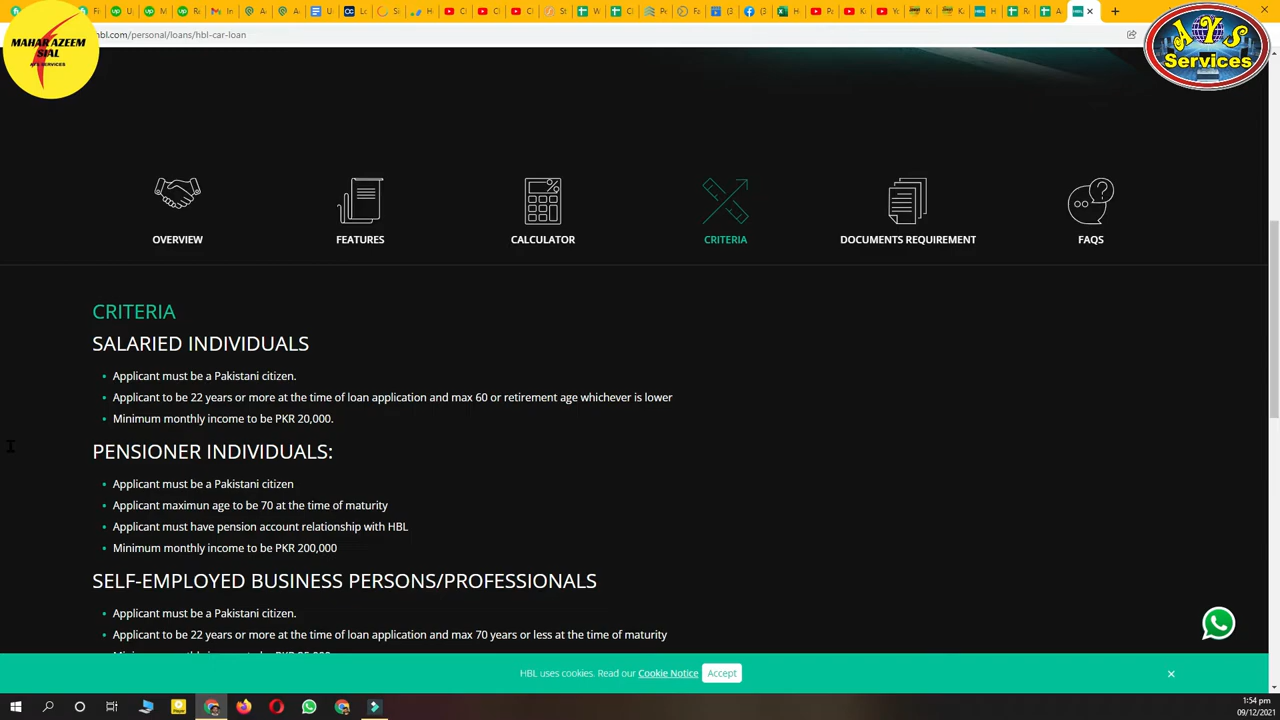 MAHAR AZEEM
SIAL
AYS SERVICES
AYS
Services
hbl.com/personal/loans/hbl-car-loan
OVERVIEW
FEATURES
CALCULATOR
CRITERIA
DOCUMENTS REQUIREMENT
FAQS
CRITERIA
SALARIED INDIVIDUALS
Applicant must be a Pakistani citizen.
Applicant to be 22 years or more at the time of loan application and max 60 or retirement age whichever is lower
Minimum monthly income to be PKR 20,000.
PENSIONER INDIVIDUALS:
Applicant must be a Pakistani citizen
Applicant maximun age to be 70 at the time of maturity
Applicant must have pension account relationship with HBL
Minimum monthly income to be PKR 200,000
SELF-EMPLOYED BUSINESS PERSONS/PROFESSIONALS
Applicant must be a Pakistani citizen.
Applicant to be 22 years or more at the time of loan application and max 70 years or less at the time of maturity
HBL uses cookies. Read our Cookie Notice Accept
1:54 pm
09/12/2021